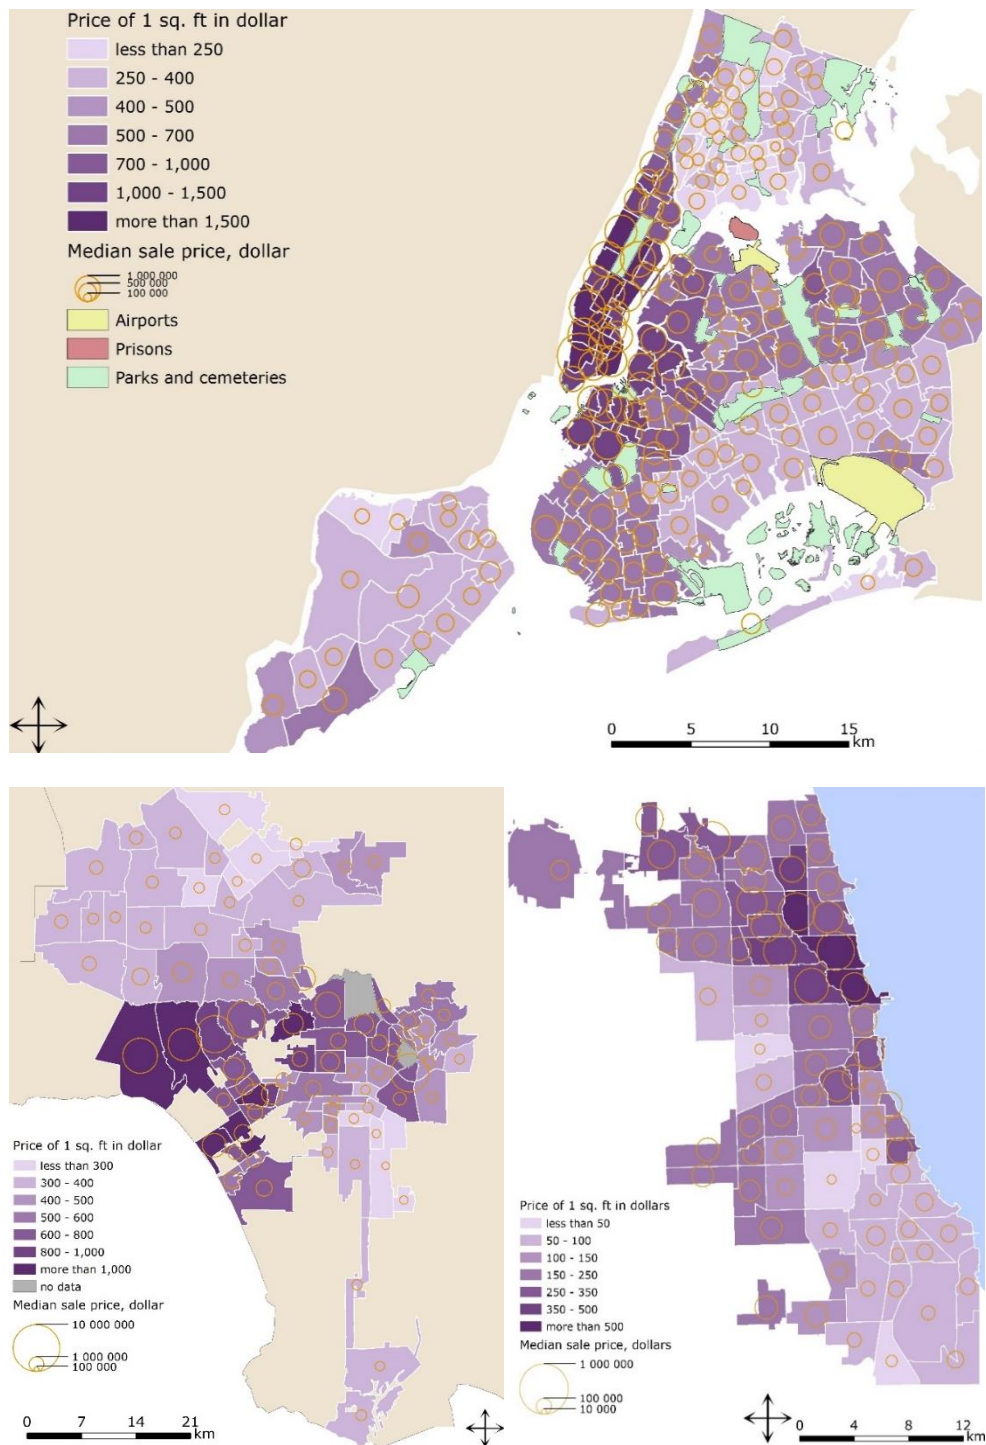 Price of 1 sq. ft in dollar
less than 250
250 - 400
400 - 500
500 - 700
700 - 1,000
1,000 - 1,500
more than 1,500
Median sale price, dollar
1 000 000
500 000
100 000
Airports
Prisons
Parks and cemeteries
0 5 10 15
km
Price of 1 sq. ft in dollar
less than 300
300 - 400
400 - 500
500 - 600
600 - 800
800 - 1,000
more than 1,000
no data
Median sale price, dollar
10 000 000
1 000 000
100 000
0 7 14 21
km
Price of 1 sq. ft in dollars
less than 50
50 - 100
100 - 150
150 - 250
250 - 350
350 - 500
more than 500
Median sale price, dollars
1 000 000
100 000
10 000
0 4 8 12
km